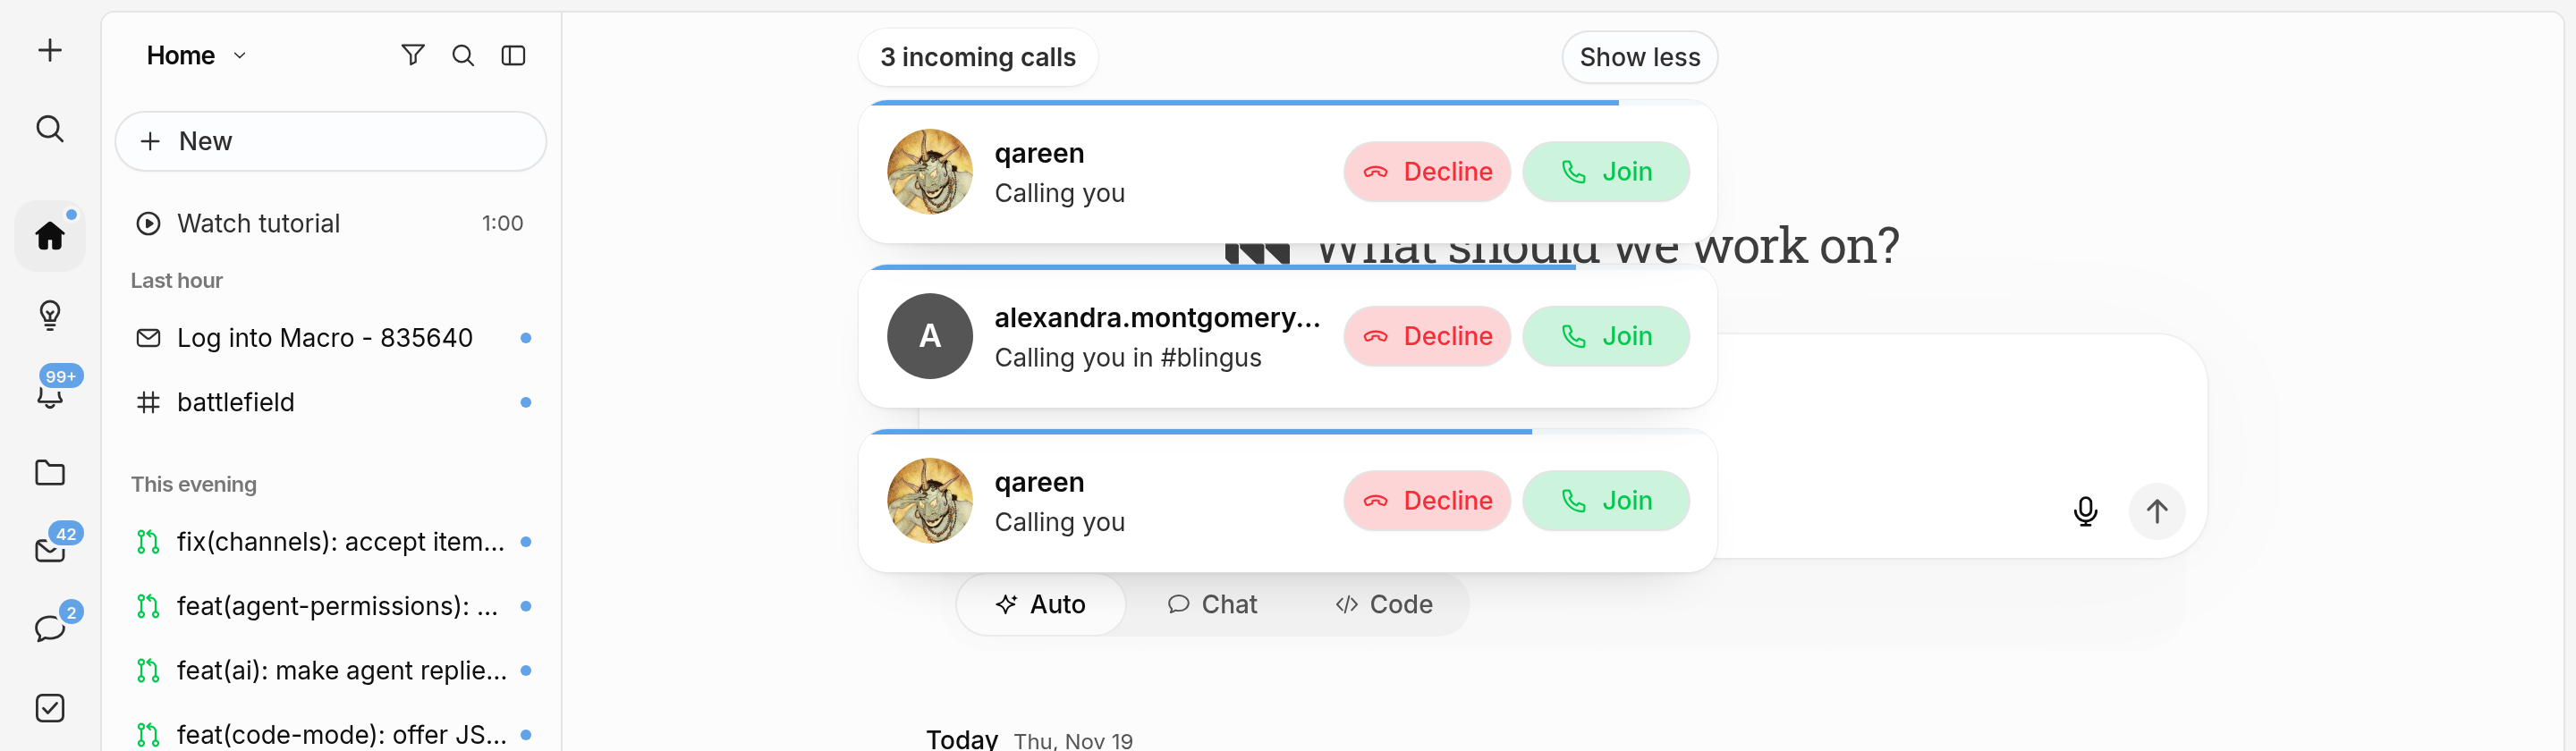 Home
3 incoming calls
Show less
New
qareen
Calling you
Decline
Join
Watch tutorial
1:00
What should we work on?
Last hour
alexandra.montgomery...
Calling you in #blingus
Decline
Join
Log into Macro - 835640
99+
battlefield
This evening
qareen
Calling you
Decline
Join
42
fix(channels): accept item...
2
feat(agent-permissions): ...
Auto
Chat
Code
feat(ai): make agent replie...
feat(code-mode): offer JS...
Today Thu, Nov 19
A